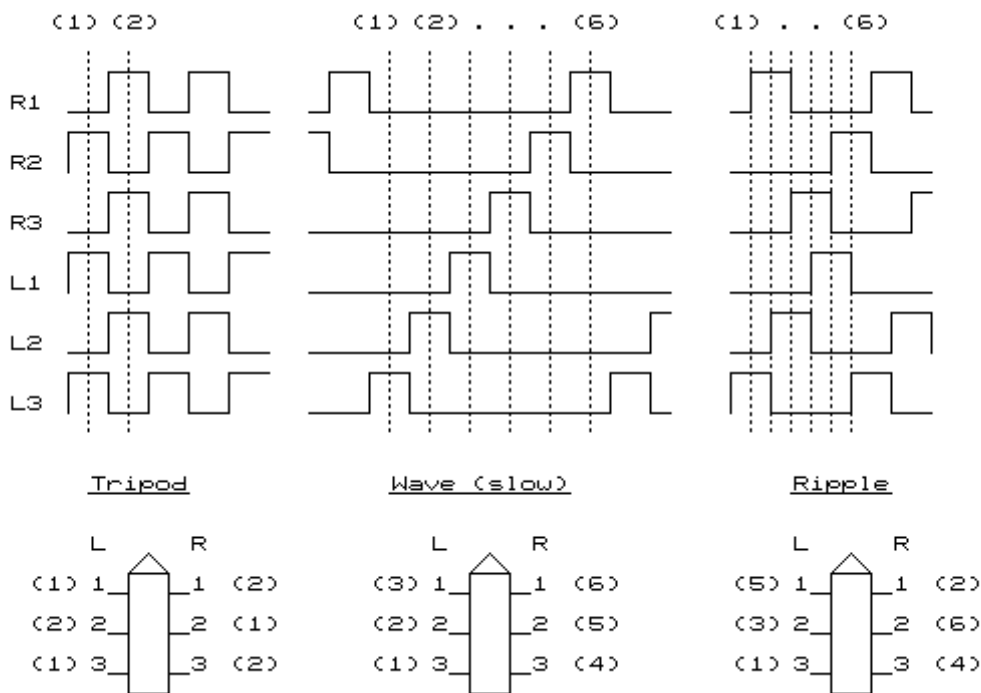 (1) (2) (1) (2) . . . (6) (1) . . (6)
R1
R2
R3
L1
L2
L3
Tripod Wave (slow) Ripple
L R L R L R
(1) 1 1 (2) (3) 1 1 (6) (5) 1 1 (2)
(2) 2 2 (1) (2) 2 2 (5) (3) 2 2 (6)
(1) 3 3 (2) (1) 3 3 (4) (1) 3 3 (4)